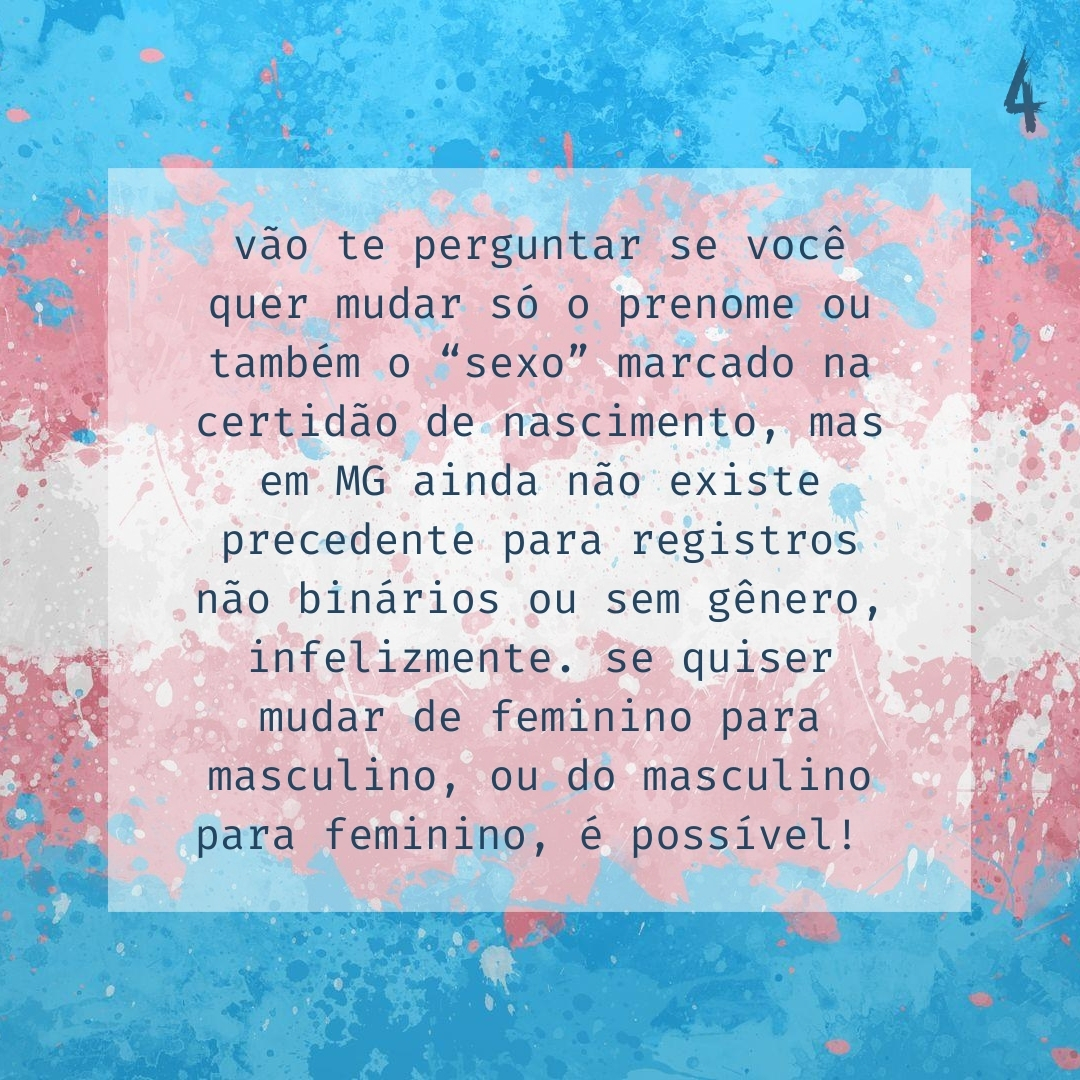 4
vão te perguntar se você
quer mudar só o prenome ou
também o “sexo” marcado na
certidão de nascimento, mas
em MG ainda não existe
precedente para registros
não binários ou sem gênero,
infelizmente. se quiser
mudar de feminino para
masculino, ou do masculino
para feminino, é possível!